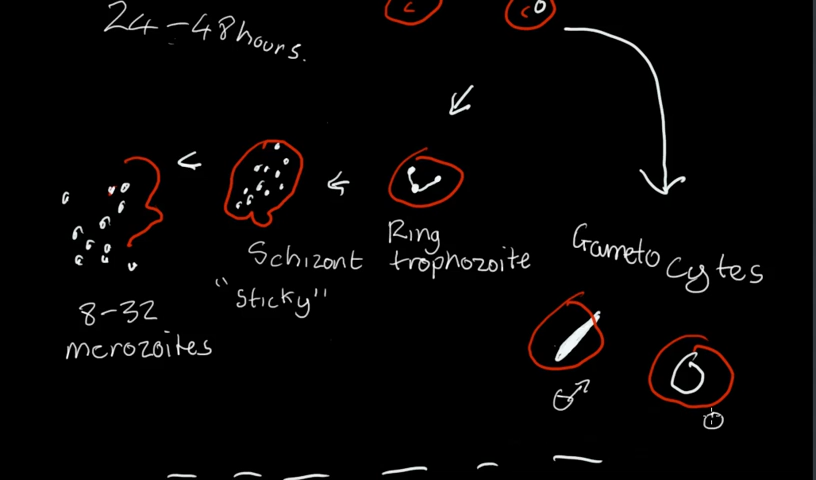 24-48hours.
Ring
trophozoite
Schizont
"sticky"
Gametocytes
8-32
merozoites
♂